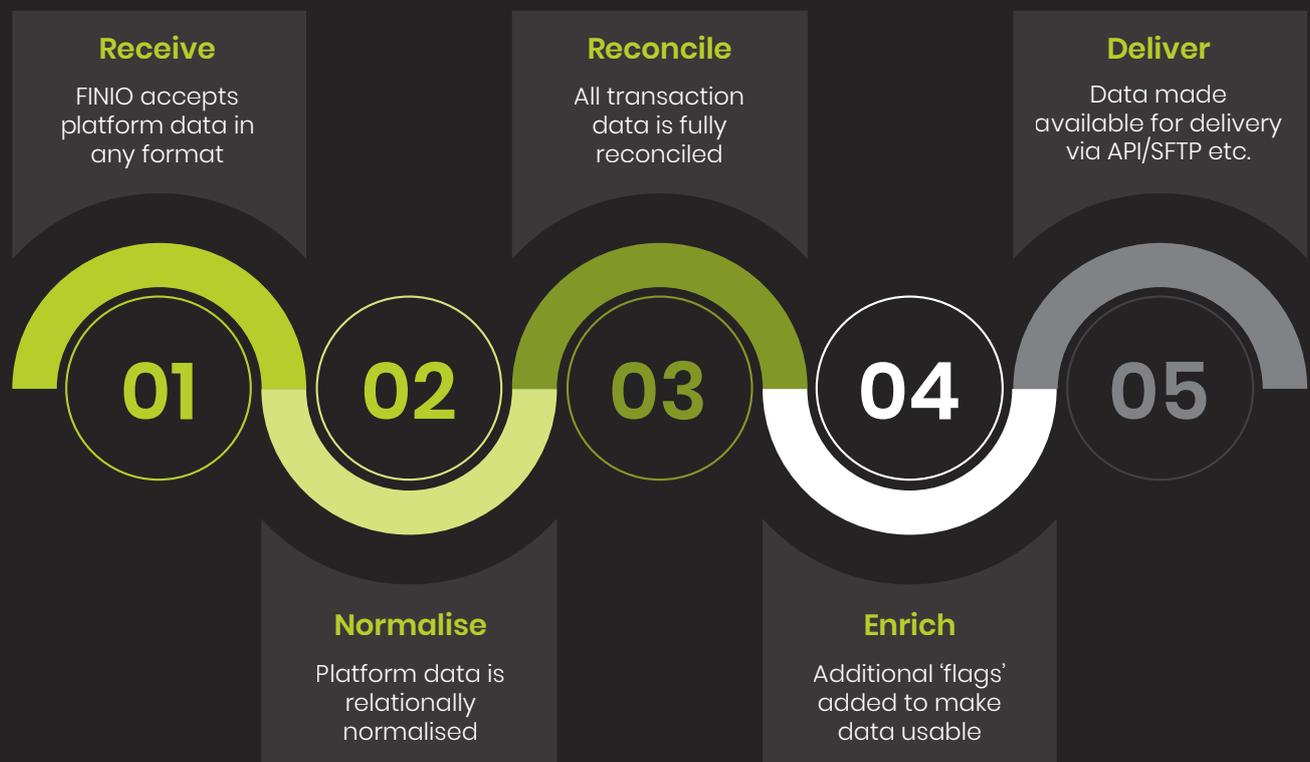 Receive
FINIO accepts
platform data in
any format
01
Normalise
Platform data is
relationally
normalised
02
Reconcile
All transaction
data is fully
reconciled
03
Enrich
Additional ‘flags’
added to make
data usable
04
Deliver
Data made
available for delivery
via API/SFTP etc.
05